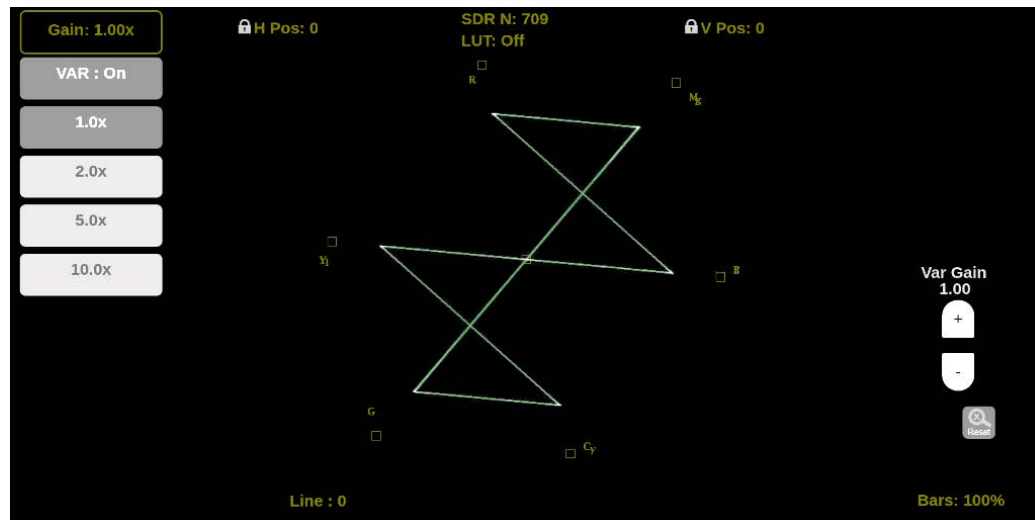 Gain: 1.00x
H Pos: 0
SDR N: 709
LUT: Off
V Pos: 0
VAR : On
1.0x
2.0x
5.0x
10.0x
R
Mg
Yl
B
G
Cy
Var Gain
1.00
+
-
Reset
Line : 0
Bars: 100%